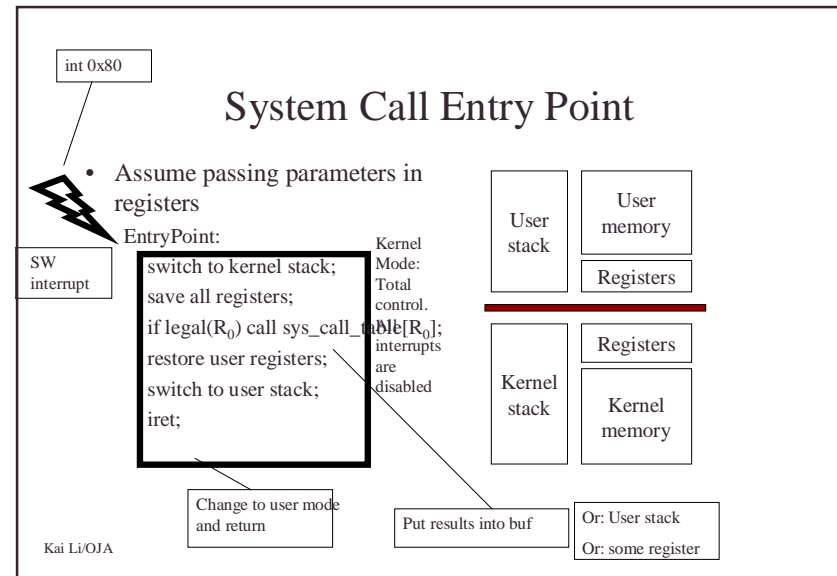 int 0x80
System Call Entry Point
• Assume passing parameters in
registers
EntryPoint:
SW
interrupt
switch to kernel stack;
save all registers;
if legal(R₀) call sys_call_table[R₀];
restore user registers;
switch to user stack;
iret;
Kernel
Mode:
Total
control.
All
interrupts
are
disabled
User
stack
User
memory
Registers
Registers
Kernel
stack
Kernel
memory
Change to user mode
and return
Put results into buf
Or: User stack
Or: some register
Kai Li/OJA